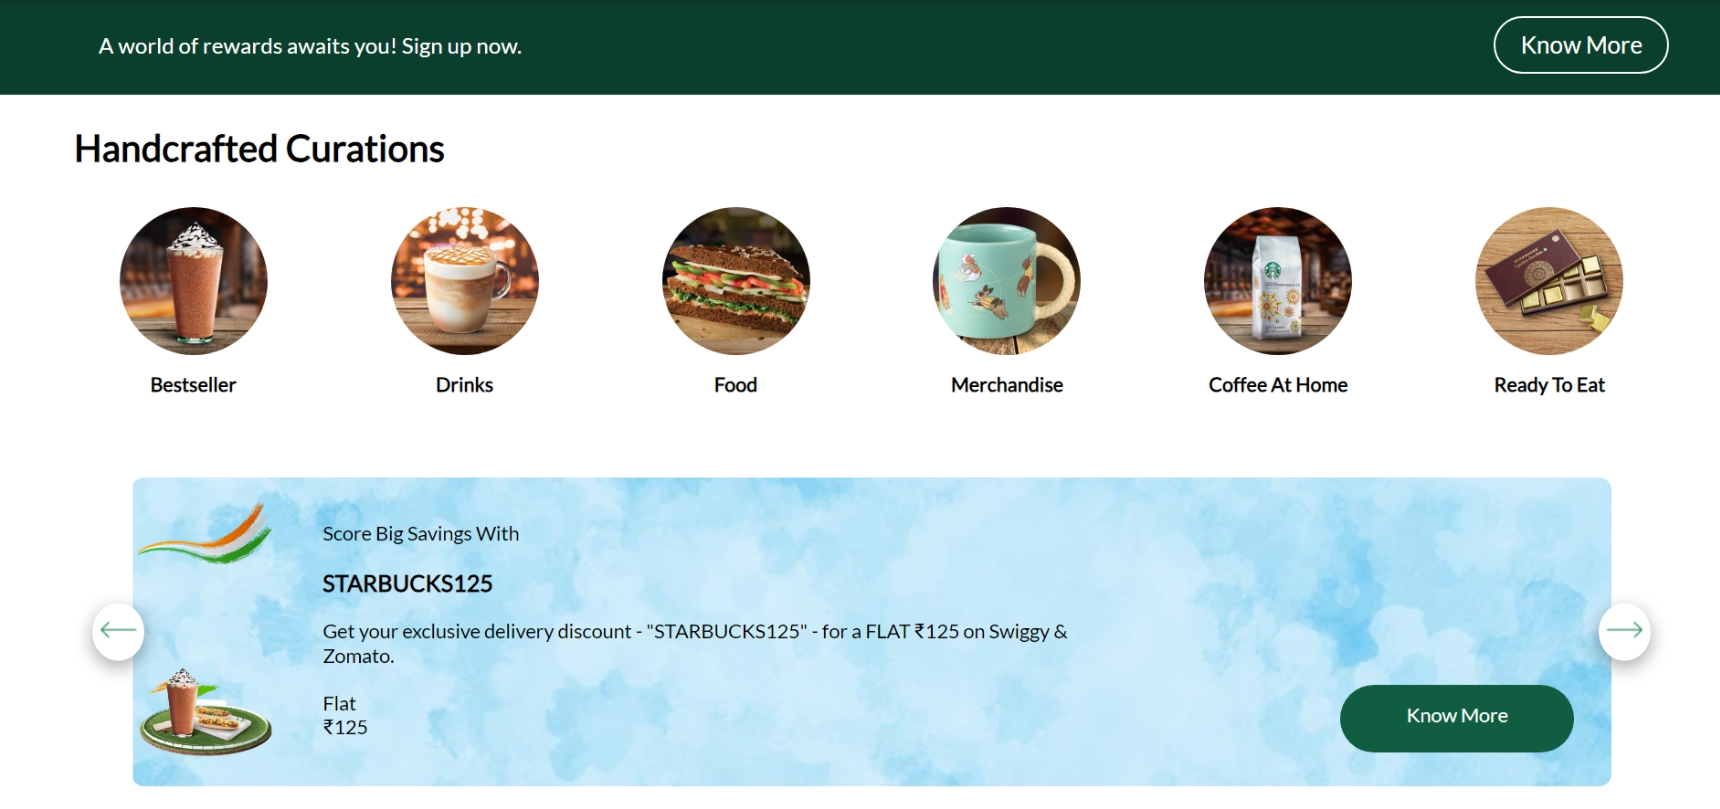 A world of rewards awaits you! Sign up now.
Know More
Handcrafted Curations
Bestseller
Drinks
Food
Merchandise
Coffee At Home
Ready To Eat
Score Big Savings With
STARBUCKS125
Get your exclusive delivery discount - "STARBUCKS125" - for a FLAT ₹125 on Swiggy &
Zomato.
Flat
₹125
Know More